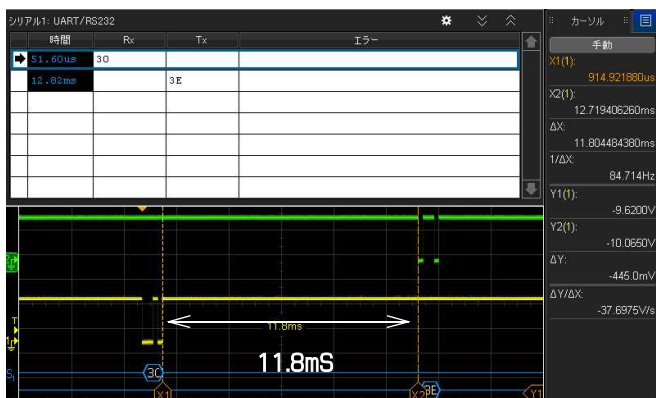 シリアル1: UART/RS232
時間 Rx Tx エラー
51.60us 30
12.82ms 3E
カーソル
手動
X1(1):
914.921880us
X2(1):
12.719406260ms
ΔX:
11.804484380ms
1/ΔX:
84.714Hz
Y1(1):
-9.6200V
Y2(1):
-10.0650V
ΔY:
-445.0mV
ΔY/ΔX:
-37.6975V/s
T
11.8ms
11.8mS
S1
X1
X2
3E
Y1